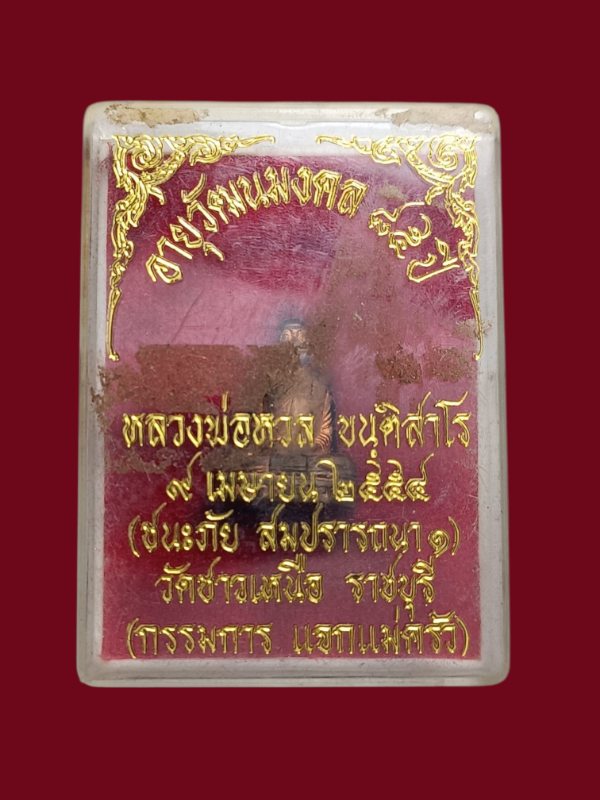 อายุวัฒนมงคล ๘๕ ปี
หลวงพ่อหวล ขนฺติสาโร
๙ เมษายน ๒๕๕๔
(ชนะภัย สมปรารถนา ๑)
วัดชาวเหนือ ราชบุรี
(กรรมการ แจกแม่ครัว)